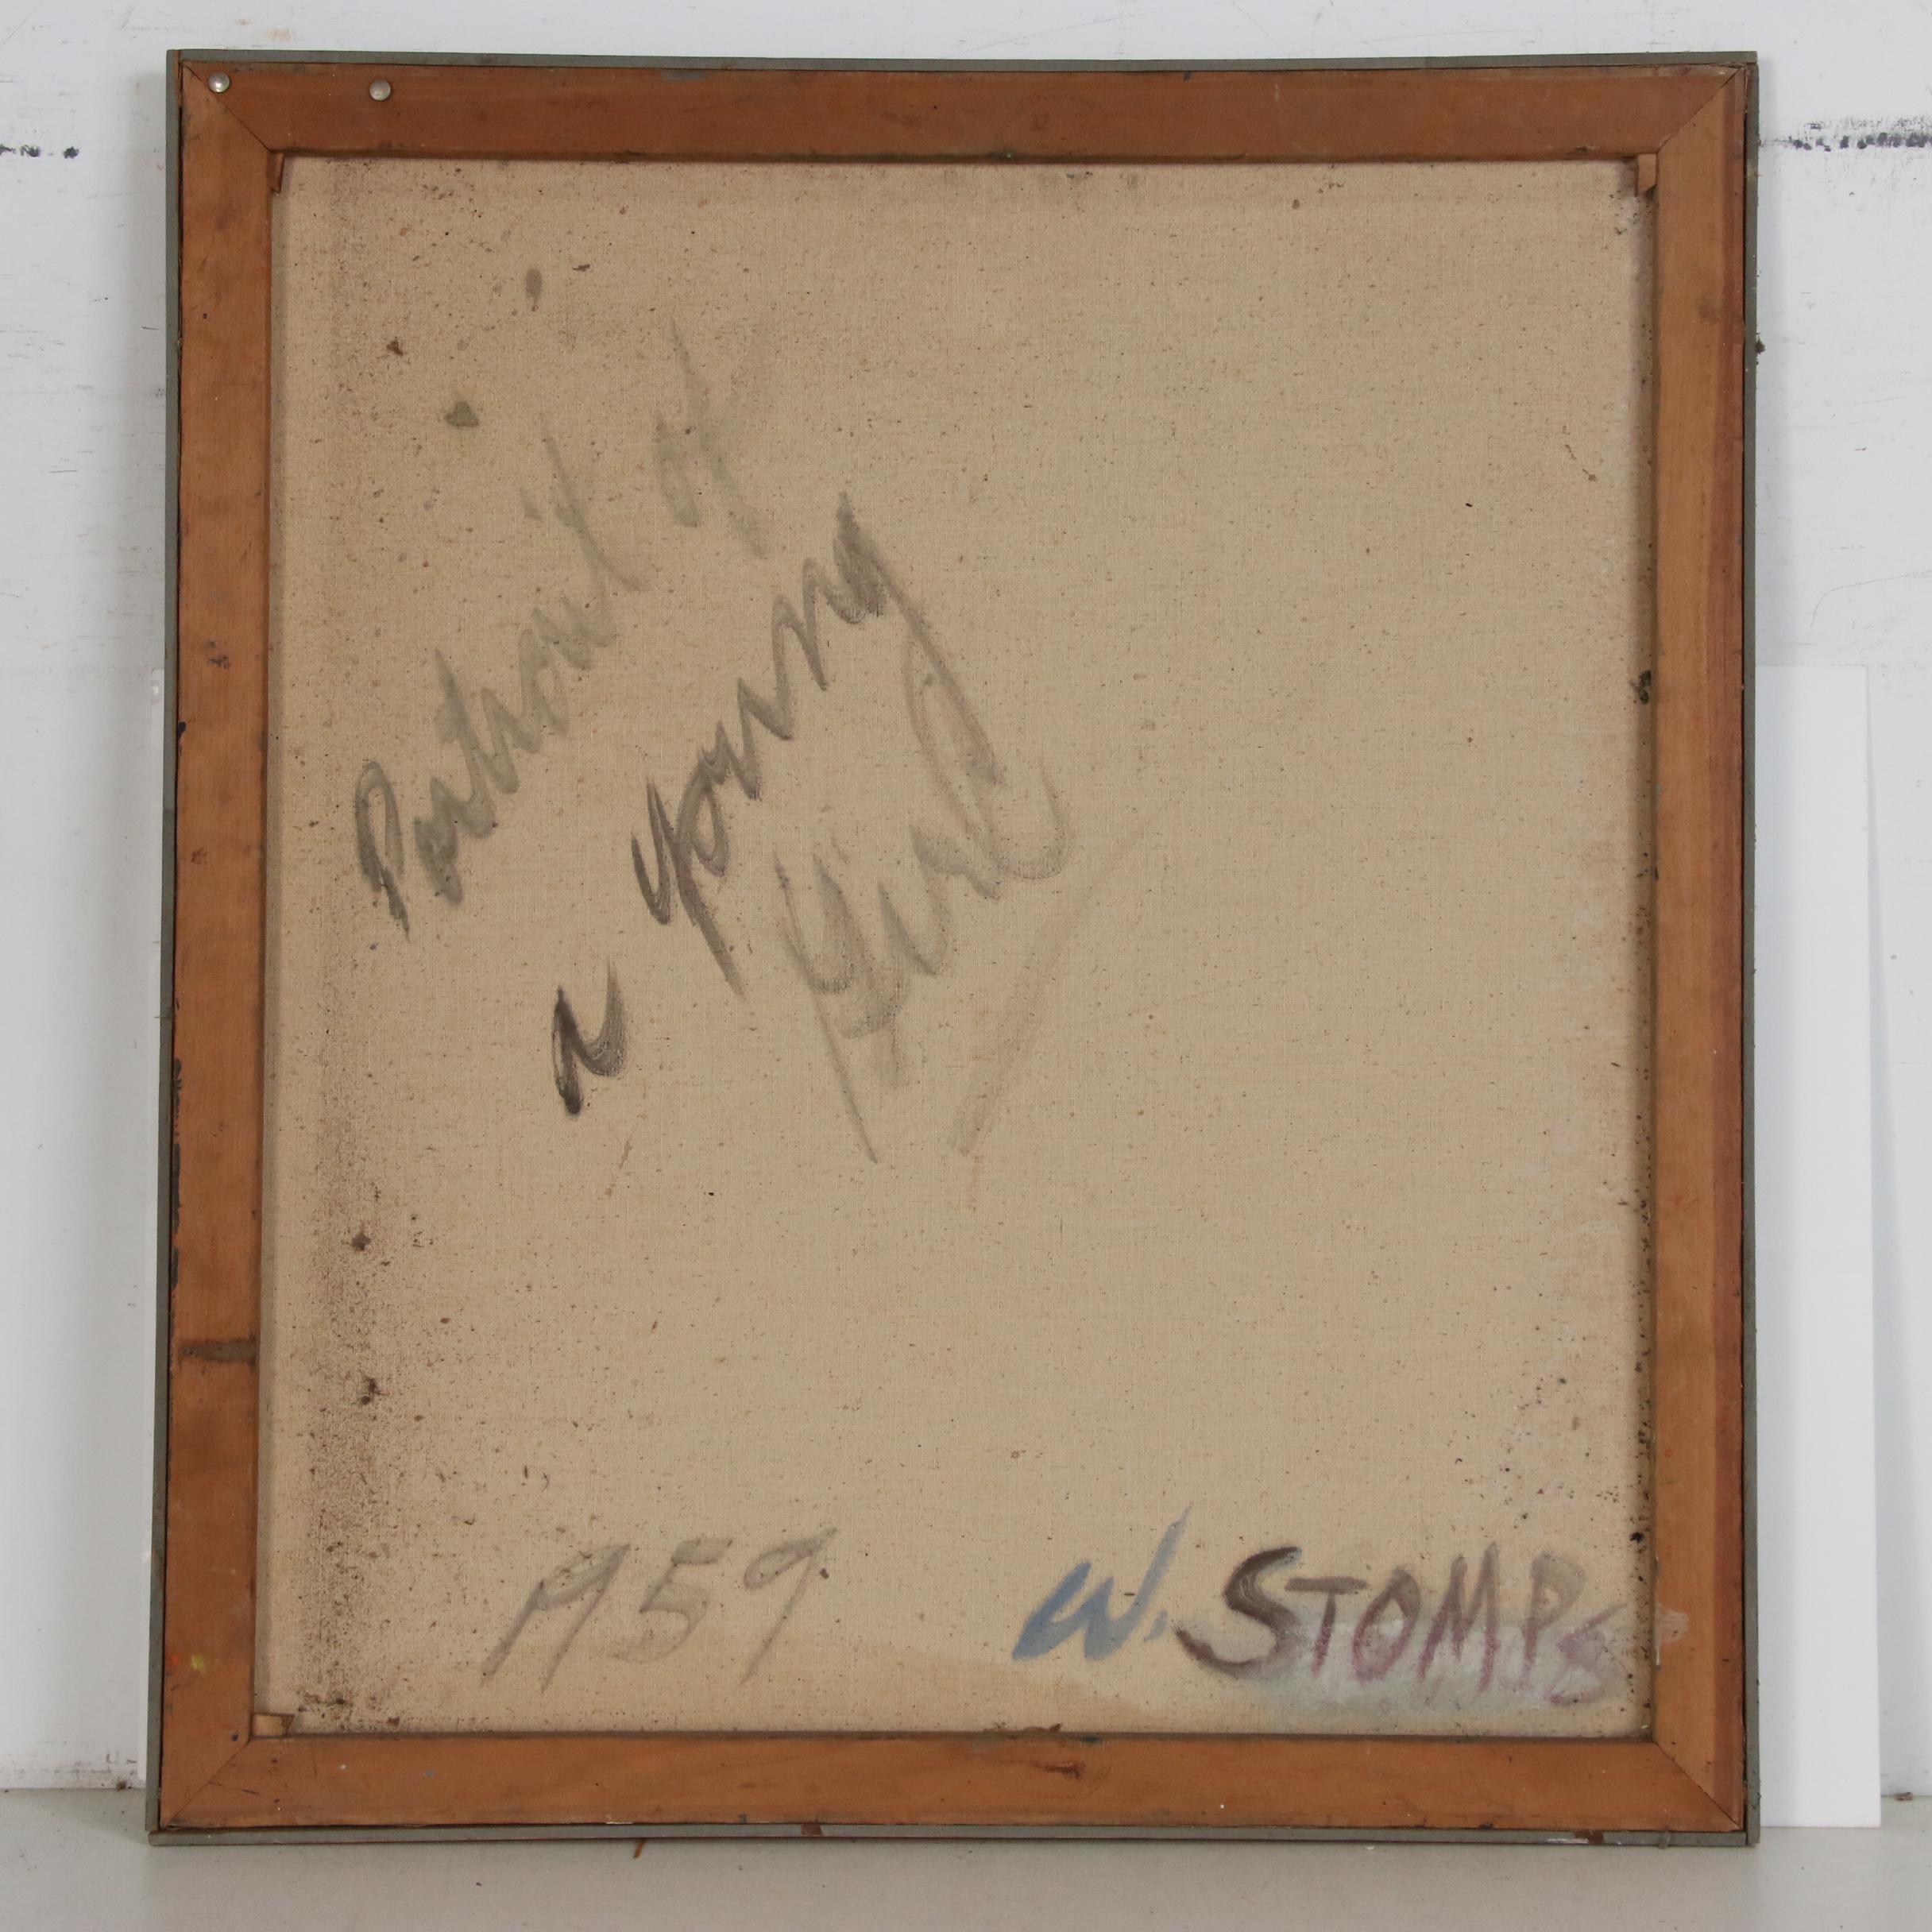 Portrait of
a young
Girl
1959 W. STOMPS